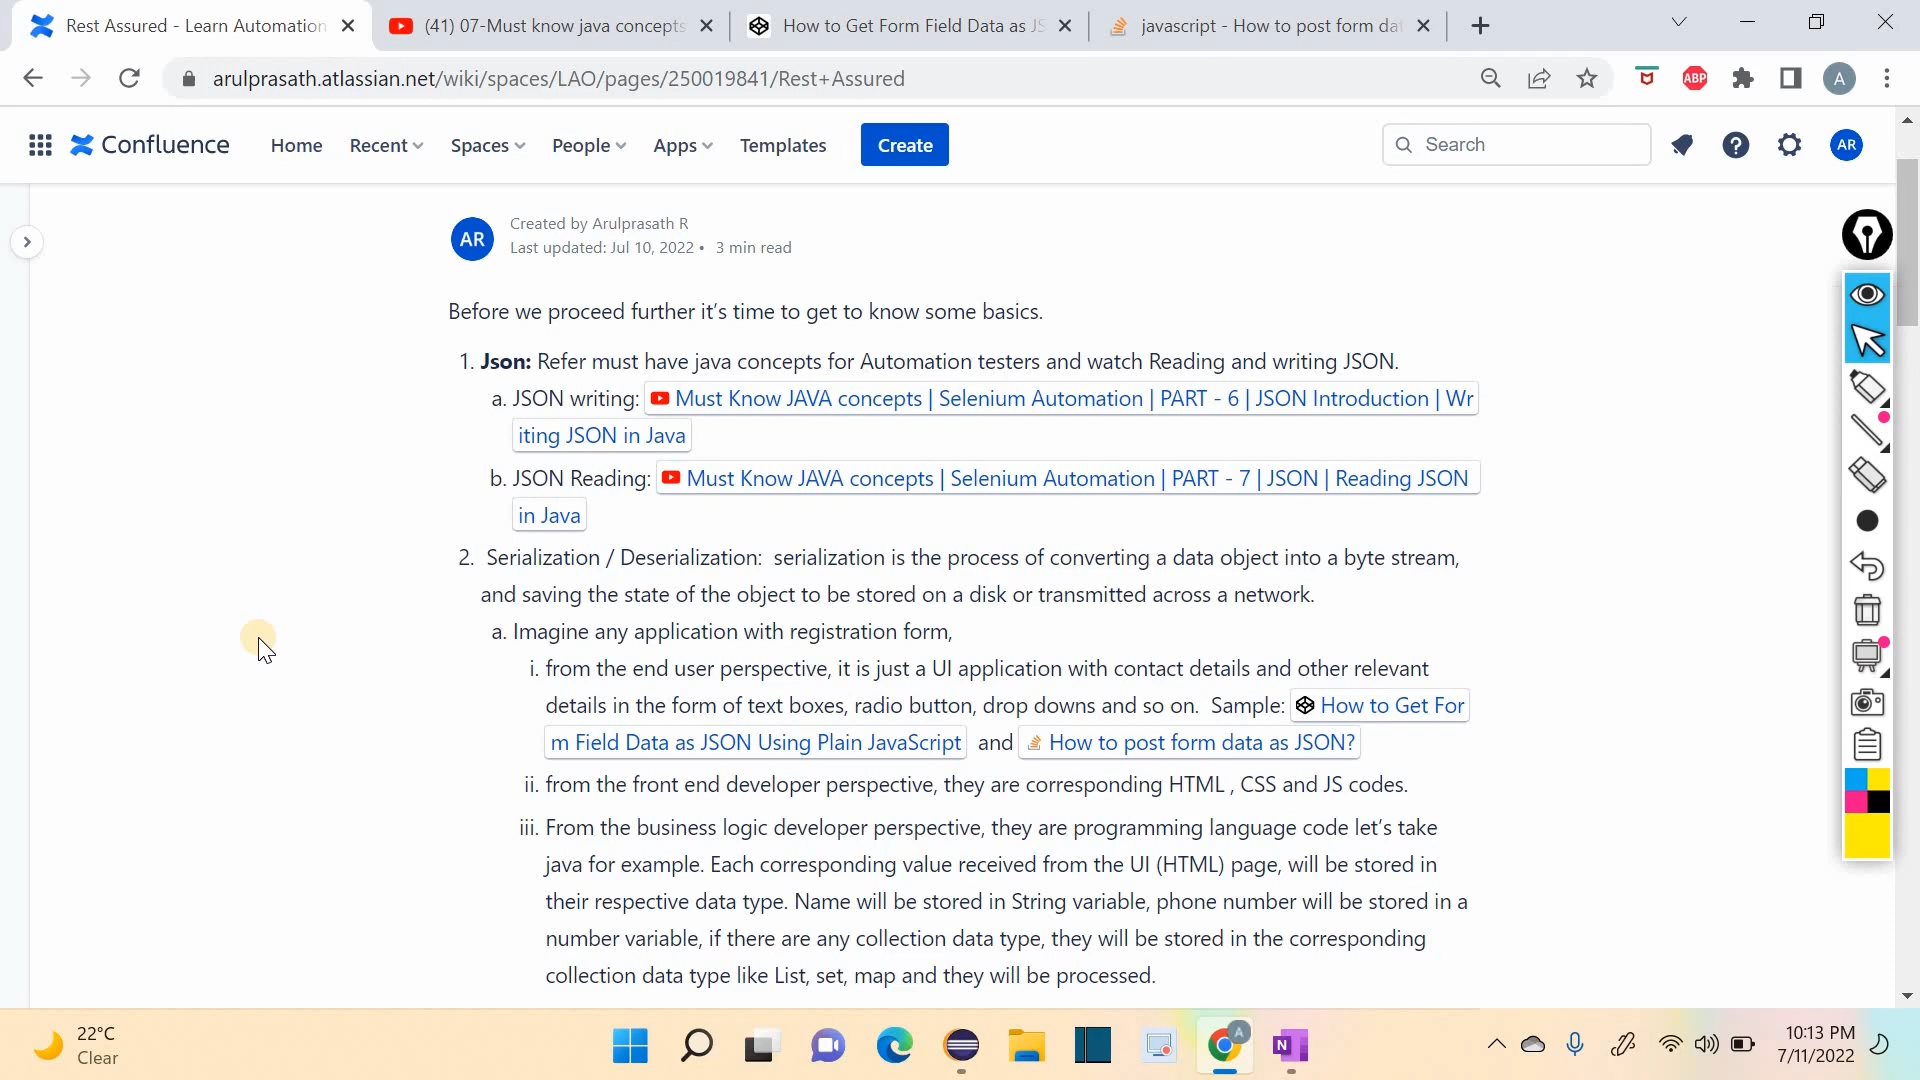 Rest Assured - Learn Automation
(41) 07-Must know java concepts
How to Get Form Field Data as JS
javascript - How to post form dat
arulprasath.atlassian.net/wiki/spaces/LAO/pages/250019841/Rest+Assured
ABP
A
Confluence
Home
Recent
Spaces
People
Apps
Templates
Create
Search
AR
AR
Created by Arulprasath R
Last updated: Jul 10, 2022 • 3 min read
Before we proceed further it's time to get to know some basics.
1. Json: Refer must have java concepts for Automation testers and watch Reading and writing JSON.
a. JSON writing: Must Know JAVA concepts | Selenium Automation | PART - 6 | JSON Introduction | Wr
iting JSON in Java
b. JSON Reading: Must Know JAVA concepts | Selenium Automation | PART - 7 | JSON | Reading JSON
in Java
2. Serialization / Deserialization: serialization is the process of converting a data object into a byte stream,
and saving the state of the object to be stored on a disk or transmitted across a network.
a. Imagine any application with registration form,
i. from the end user perspective, it is just a UI application with contact details and other relevant
details in the form of text boxes, radio button, drop downs and so on. Sample: How to Get For
m Field Data as JSON Using Plain JavaScript and How to post form data as JSON?
ii. from the front end developer perspective, they are corresponding HTML , CSS and JS codes.
iii. From the business logic developer perspective, they are programming language code let's take
java for example. Each corresponding value received from the UI (HTML) page, will be stored in
their respective data type. Name will be stored in String variable, phone number will be stored in a
number variable, if there are any collection data type, they will be stored in the corresponding
collection data type like List, set, map and they will be processed.
22°C
Clear
A
N
10:13 PM
7/11/2022